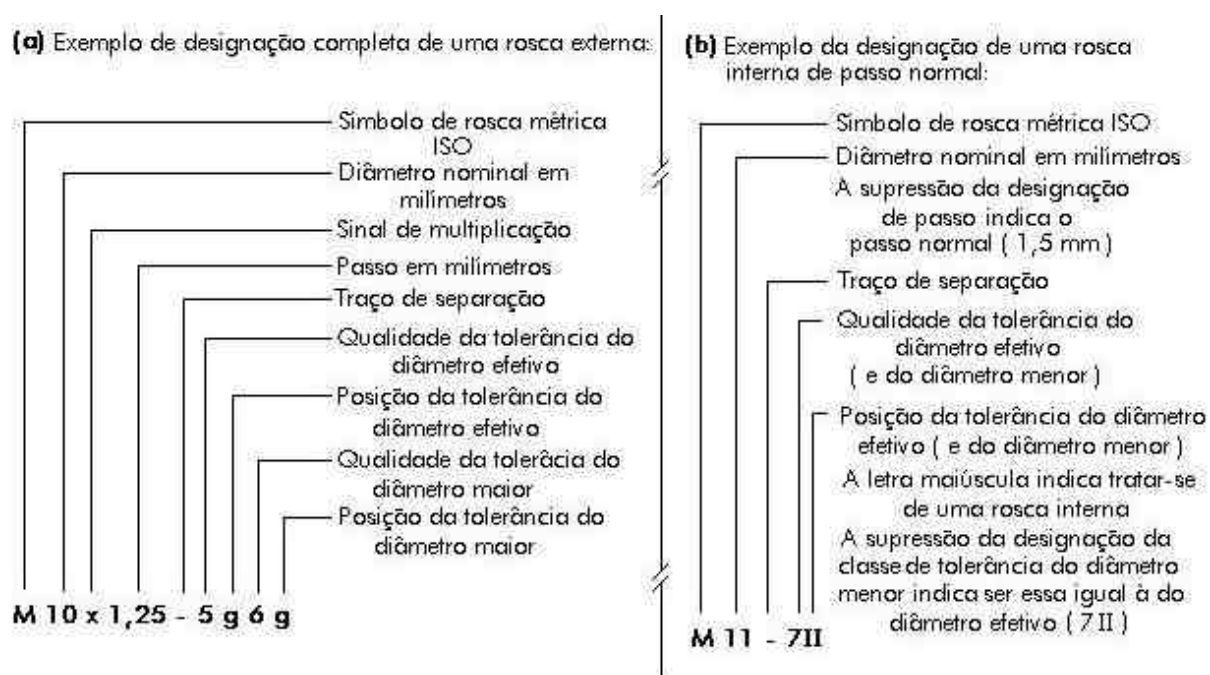 (a) Exemplo de designação completa de uma rosca externa:
Símbolo de rosca métrica
ISO
Diâmetro nominal em
milímetros
Sinal de multiplicação
Passo em milímetros
Traço de separação
Qualidade da tolerância do
diâmetro efetivo
Posição da tolerância do
diâmetro efetivo
Qualidade da tolerâcia do
diâmetro maior
Posição da tolerância do
diâmetro maior
M 10 x 1,25 - 5 g 6 g
(b) Exemplo da designação de uma rosca
interna de passo normal:
Símbolo de rosca métrica ISO
Diâmetro nominal em milímetros
A supressão da designação
de passo indica o
passo normal ( 1,5 mm )
Traço de separação
Qualidade da tolerância do
diâmetro efetivo
( e do diâmetro menor )
Posição da tolerância do diâmetro
efetivo ( e do diâmetro menor )
A letra maiúscula indica tratar-se
de uma rosca interna
A supressão da designação da
classe de tolerância do diâmetro
menor indica ser essa igual à do
diâmetro efetivo ( 7II )
M 11 - 7II